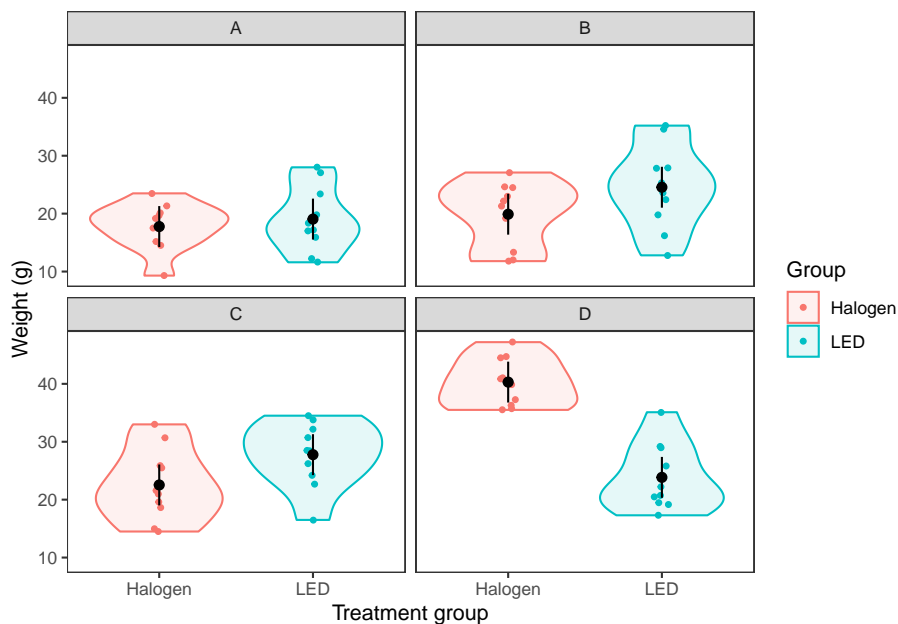 A
B
40
30
20
10
C
D
40
30
20
10
Halogen
LED
Halogen
LED
Treatment group
Weight (g)
Group
Halogen
LED